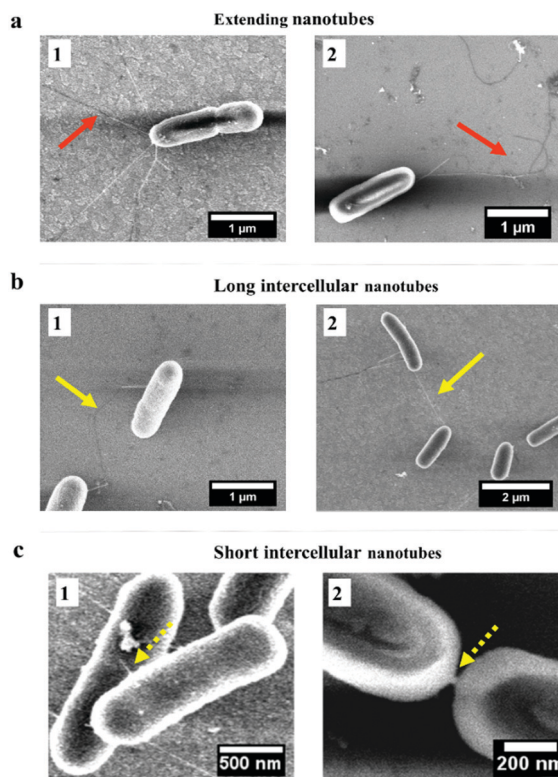 a
Extending nanotubes
1
2
1 µm
1 µm
b
Long intercellular nanotubes
1
2
1 µm
2 µm
c
Short intercellular nanotubes
1
2
500 nm
200 nm